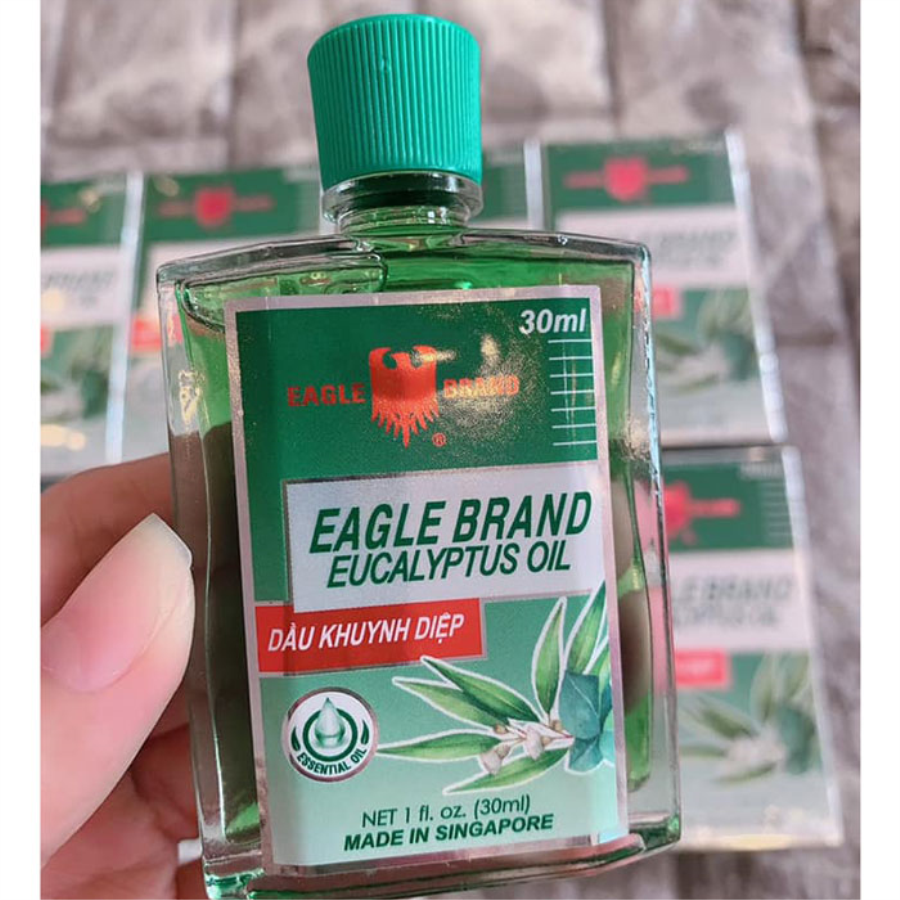 30ml
EAGLE BRAND
®
EAGLE BRAND
EUCALYPTUS OIL
DẦU KHUYNH DIỆP
ESSENTIAL OIL
NET 1 fl. oz. (30ml)
MADE IN SINGAPORE